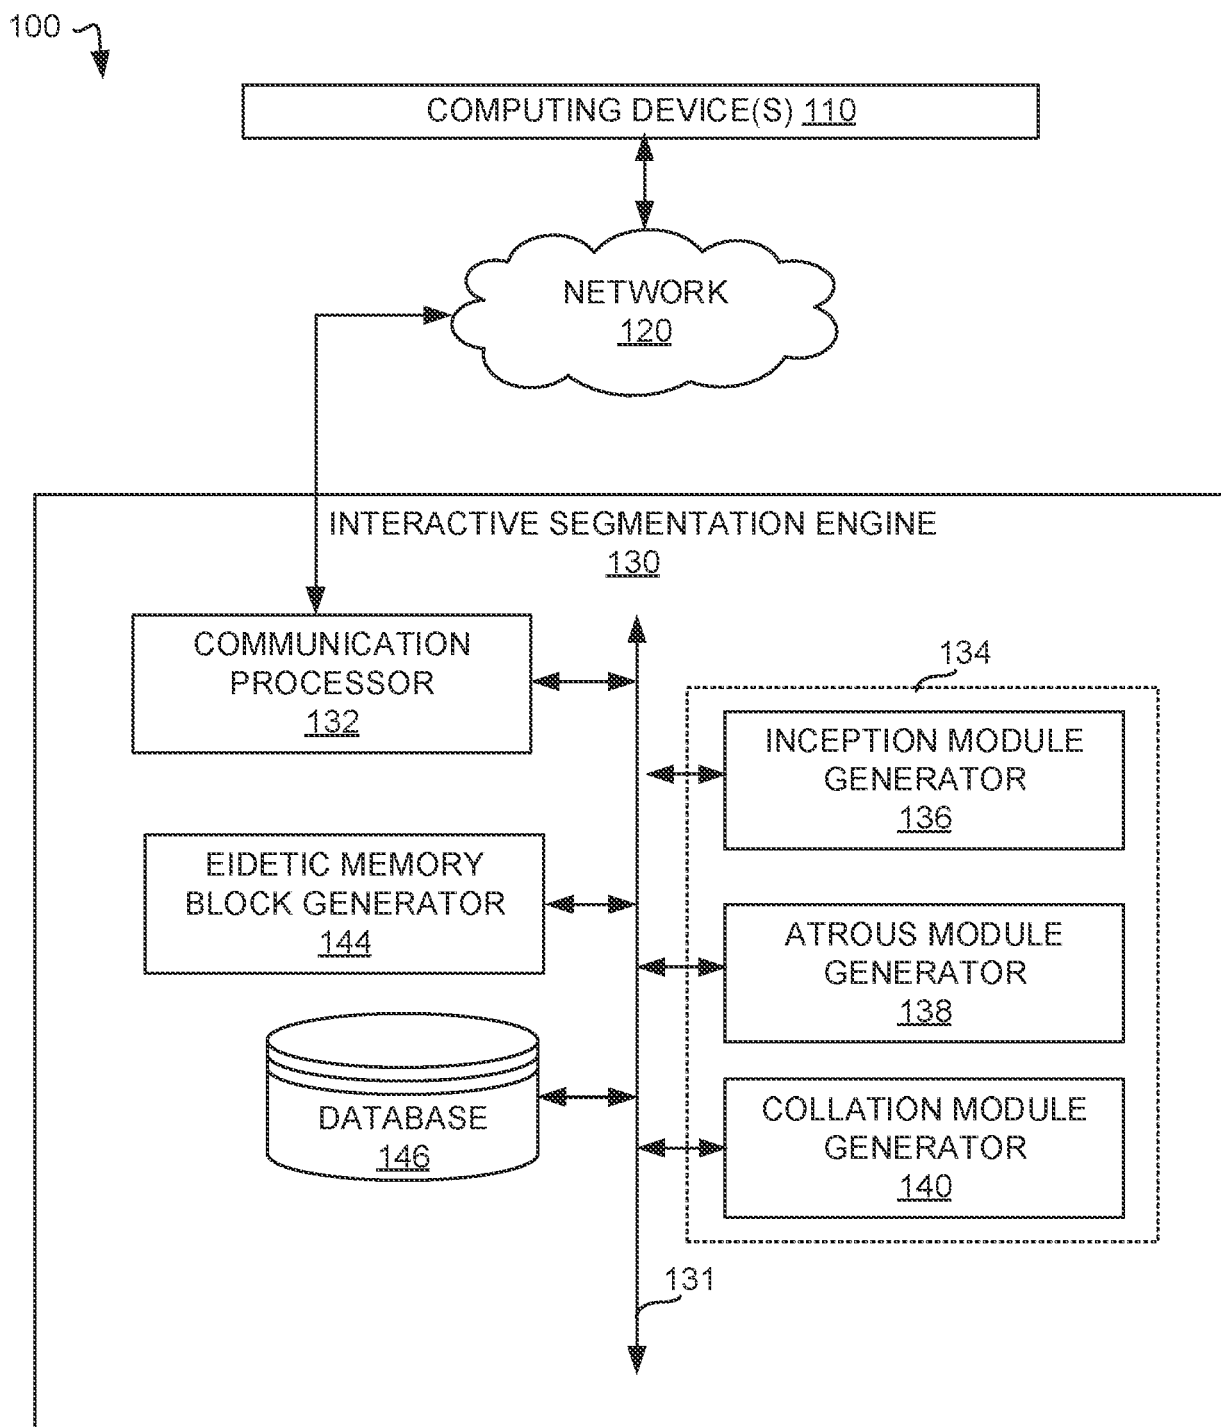 100
COMPUTING DEVICE(S) 110
NETWORK
120
INTERACTIVE SEGMENTATION ENGINE
130
COMMUNICATION
PROCESSOR
132
134
INCEPTION MODULE
GENERATOR
136
EIDETIC MEMORY
BLOCK GENERATOR
144
ATROUS MODULE
GENERATOR
138
DATABASE
146
COLLATION MODULE
GENERATOR
140
131